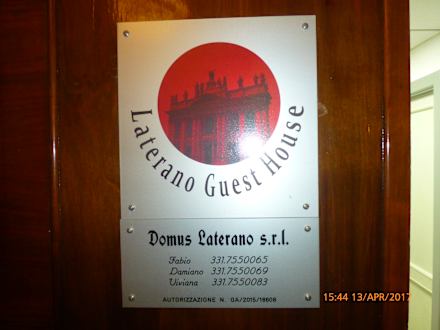 Laterano Guest House
Domus Laterano s.r.l.
Fabio 331.7550065
Damiano 331.7550069
Viviana 331.7550083
AUTORIZZAZIONE N. QA/2015/18608
15:44 13/APR/2017